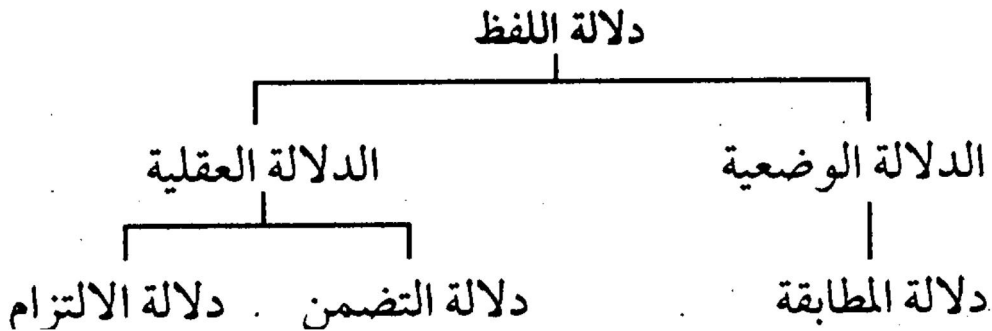 دلالة اللفظ
الدلالة الوضعية الدلالة العقلية
دلالة المطابقة دلالة التضمن دلالة الالتزام